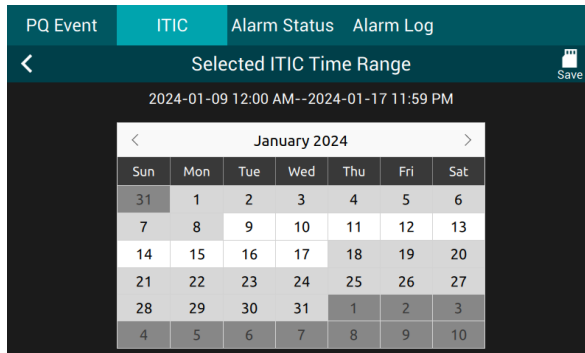 PQ Event ITIC Alarm Status Alarm Log
Selected ITIC Time Range
Save
2024-01-09 12:00 AM--2024-01-17 11:59 PM
January 2024
Sun Mon Tue Wed Thu Fri Sat
31 1 2 3 4 5 6
7 8 9 10 11 12 13
14 15 16 17 18 19 20
21 22 23 24 25 26 27
28 29 30 31 1 2 3
4 5 6 7 8 9 10